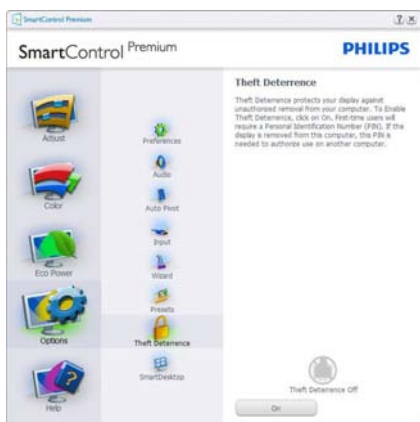 SmartControl Premium
SmartControl Premium
PHILIPS
Adjust
Color
Eco Power
Options
Help
Preferences
Audio
Auto Pivot
Input
Wizard
Presets
Theft Deterrence
SmartDesktop
Theft Deterrence
Theft Deterrence protects your display against
unauthorized removal from your computer. To Enable
Theft Deterrence, click on On. First-time users will
require a Personal Identification Number (PIN). If the
display is removed from this computer, this PIN is
needed to authorize use on another computer.
Theft Deterrence Off
On